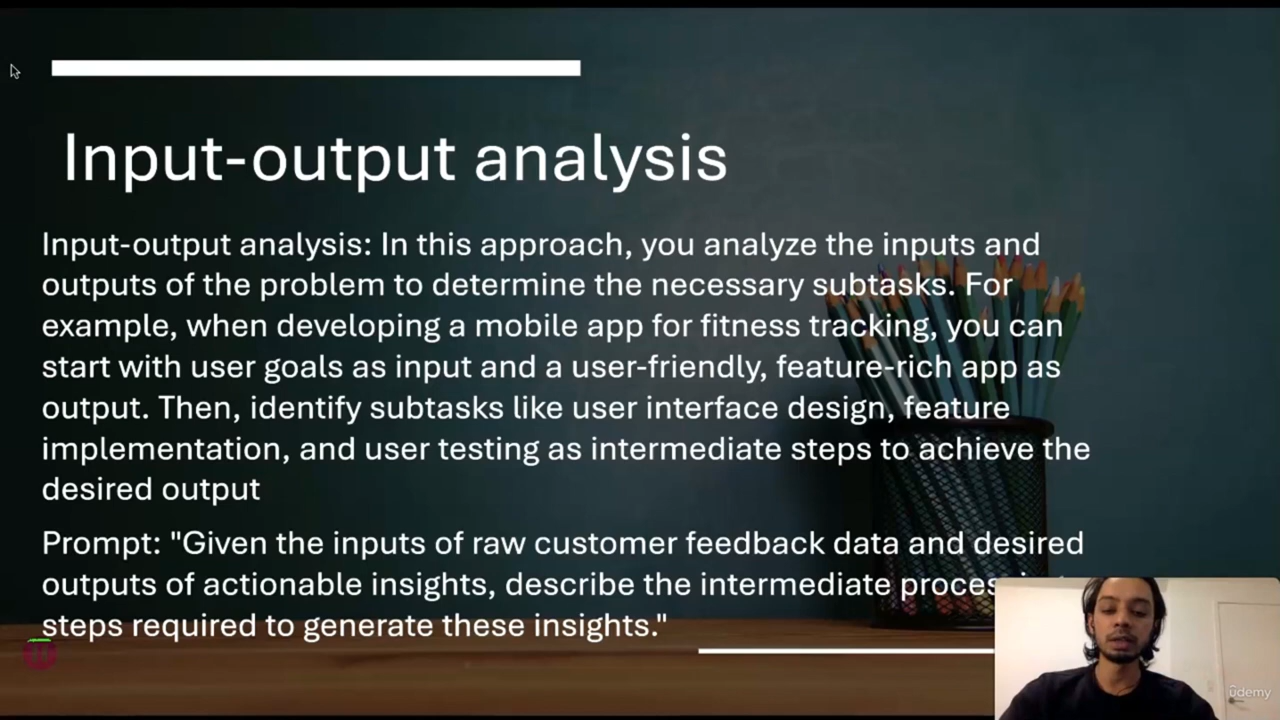 Input-output analysis
Input-output analysis: In this approach, you analyze the inputs and
outputs of the problem to determine the necessary subtasks. For
example, when developing a mobile app for fitness tracking, you can
start with user goals as input and a user-friendly, feature-rich app as
output. Then, identify subtasks like user interface design, feature
implementation, and user testing as intermediate steps to achieve the
desired output
Prompt: "Given the inputs of raw customer feedback data and desired
outputs of actionable insights, describe the intermediate
steps required to generate these insights."
ûdemy